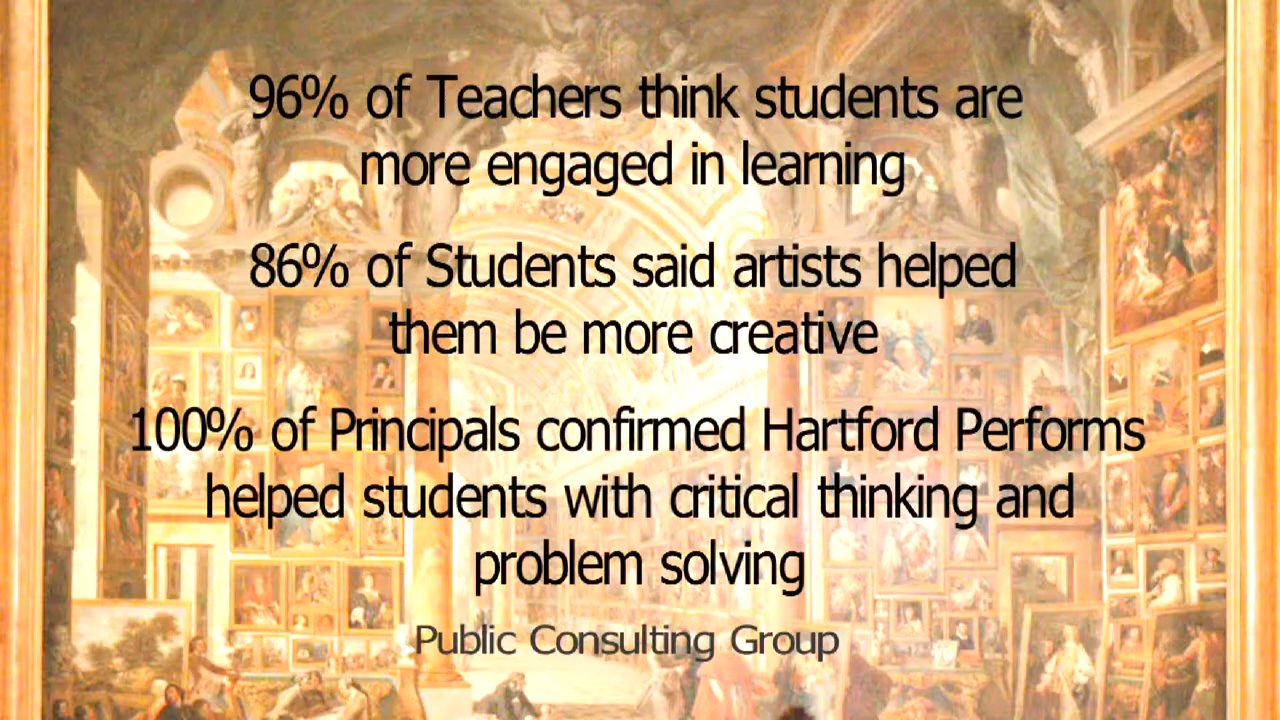 96% of Teachers think students are
more engaged in learning
86% of Students said artists helped
them be more creative
100% of Principals confirmed Hartford Performs
helped students with critical thinking and
problem solving
Public Consulting Group